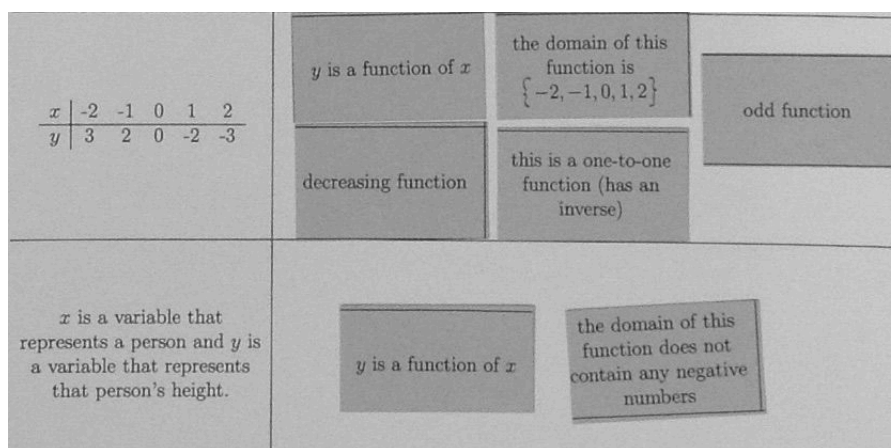 x | -2 -1 0 1 2
y | 3 2 0 -2 -3
y is a function of x
the domain of this
function is
{-2, -1, 0, 1, 2}
odd function
decreasing function
this is a one-to-one
function (has an
inverse)
x is a variable that
represents a person and y is
a variable that represents
that person's height.
y is a function of x
the domain of this
function does not
contain any negative
numbers